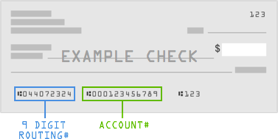 123
EXAMPLE CHECK
$
⑆044072324 ⑆000123456789 ⑆123
9 DIGIT ROUTING# ACCOUNT#